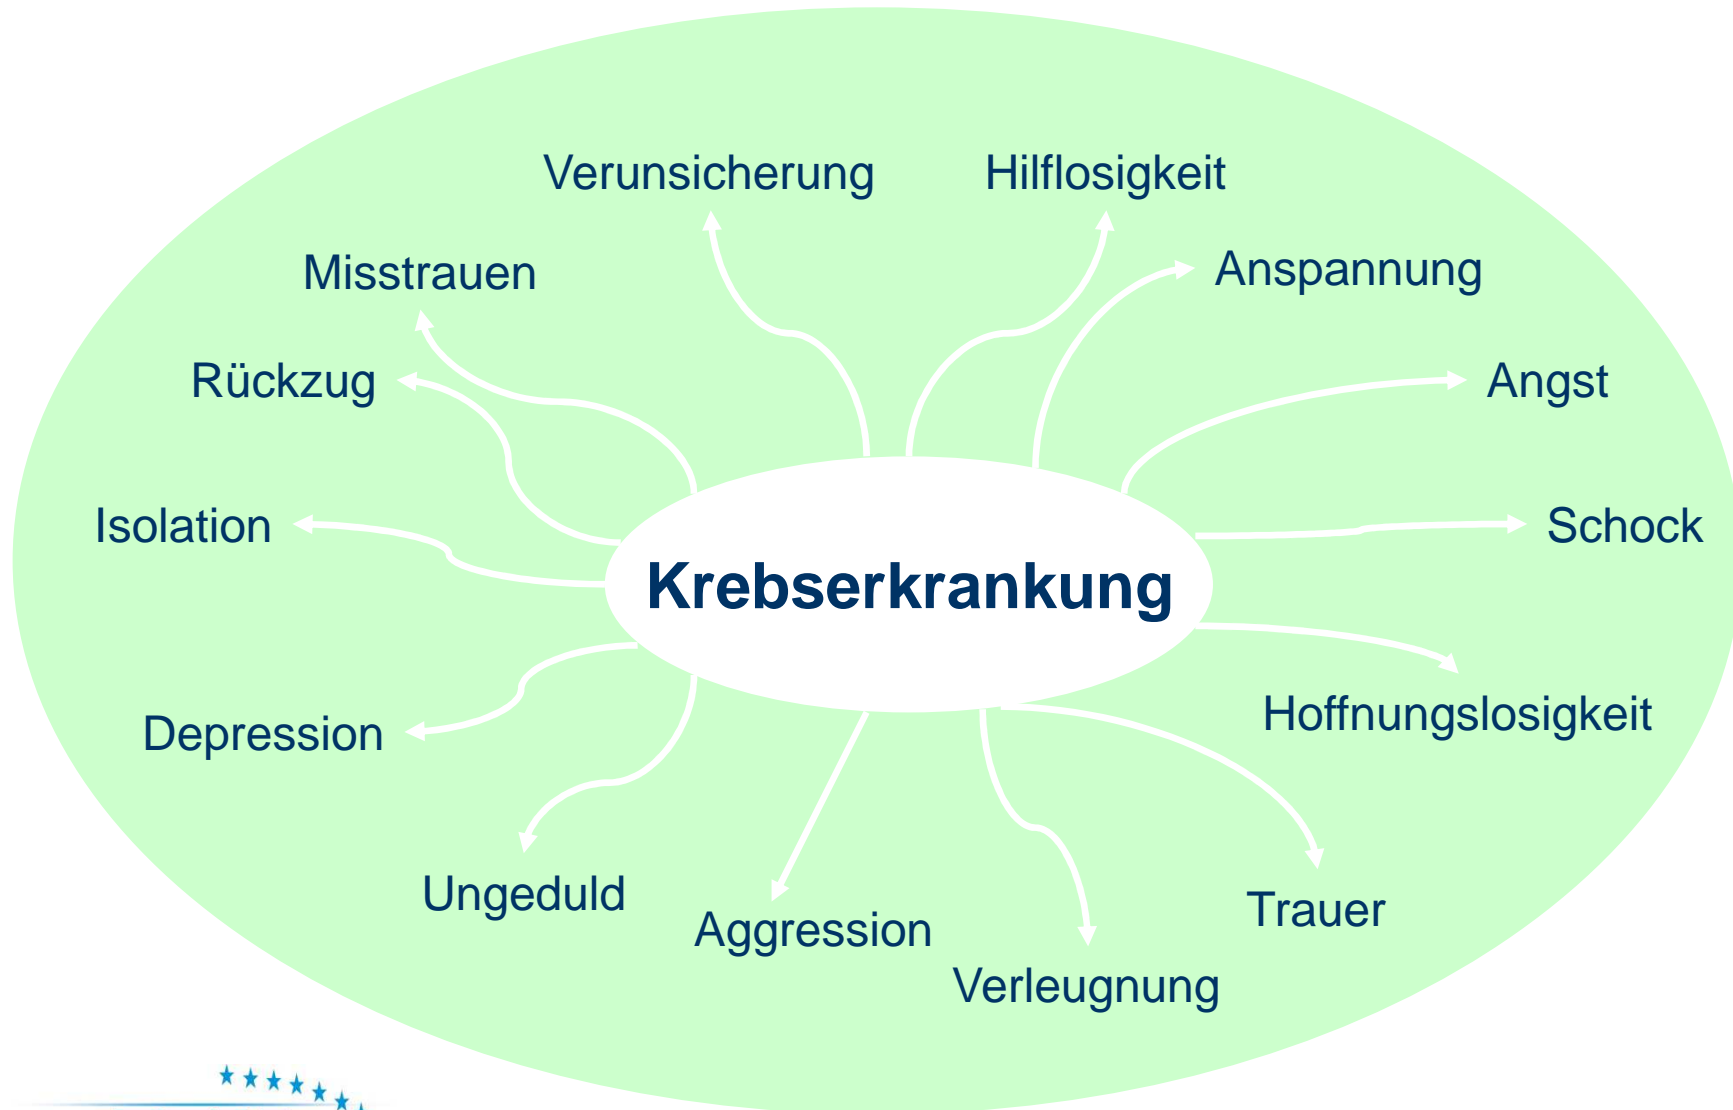 Verunsicherung
Hilflosigkeit
Misstrauen
Anspannung
Rückzug
Angst
Isolation
Schock
Krebserkrankung
Depression
Hoffnungslosigkeit
Ungeduld
Aggression
Trauer
Verleugnung